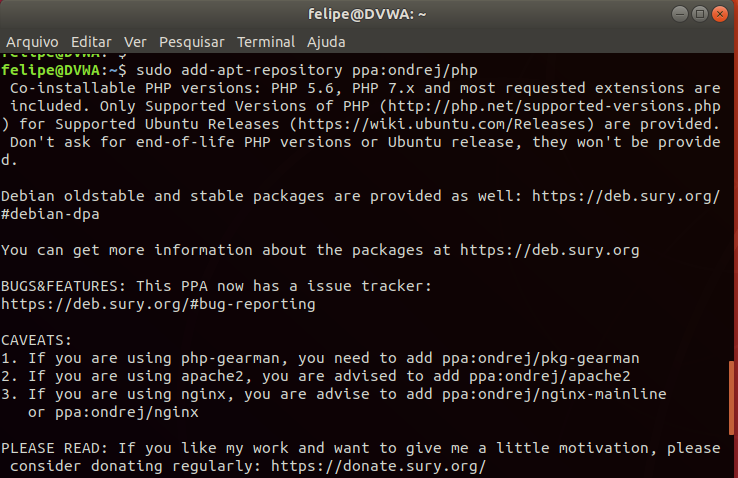 felipe@DVWA: ~
Arquivo Editar Ver Pesquisar Terminal Ajuda
felipe@DVWA:~$
felipe@DVWA:~$ sudo add-apt-repository ppa:ondrej/php
Co-installable PHP versions: PHP 5.6, PHP 7.x and most requested extensions are
included. Only Supported Versions of PHP (http://php.net/supported-versions.php
) for Supported Ubuntu Releases (https://wiki.ubuntu.com/Releases) are provided.
Don't ask for end-of-life PHP versions or Ubuntu release, they won't be provide
d.
Debian oldstable and stable packages are provided as well: https://deb.sury.org/
#debian-dpa
You can get more information about the packages at https://deb.sury.org
BUGS&FEATURES: This PPA now has a issue tracker:
https://deb.sury.org/#bug-reporting
CAVEATS:
1. If you are using php-gearman, you need to add ppa:ondrej/pkg-gearman
2. If you are using apache2, you are advised to add ppa:ondrej/apache2
3. If you are using nginx, you are advise to add ppa:ondrej/nginx-mainline
or ppa:ondrej/nginx
PLEASE READ: If you like my work and want to give me a little motivation, please
consider donating regularly: https://donate.sury.org/